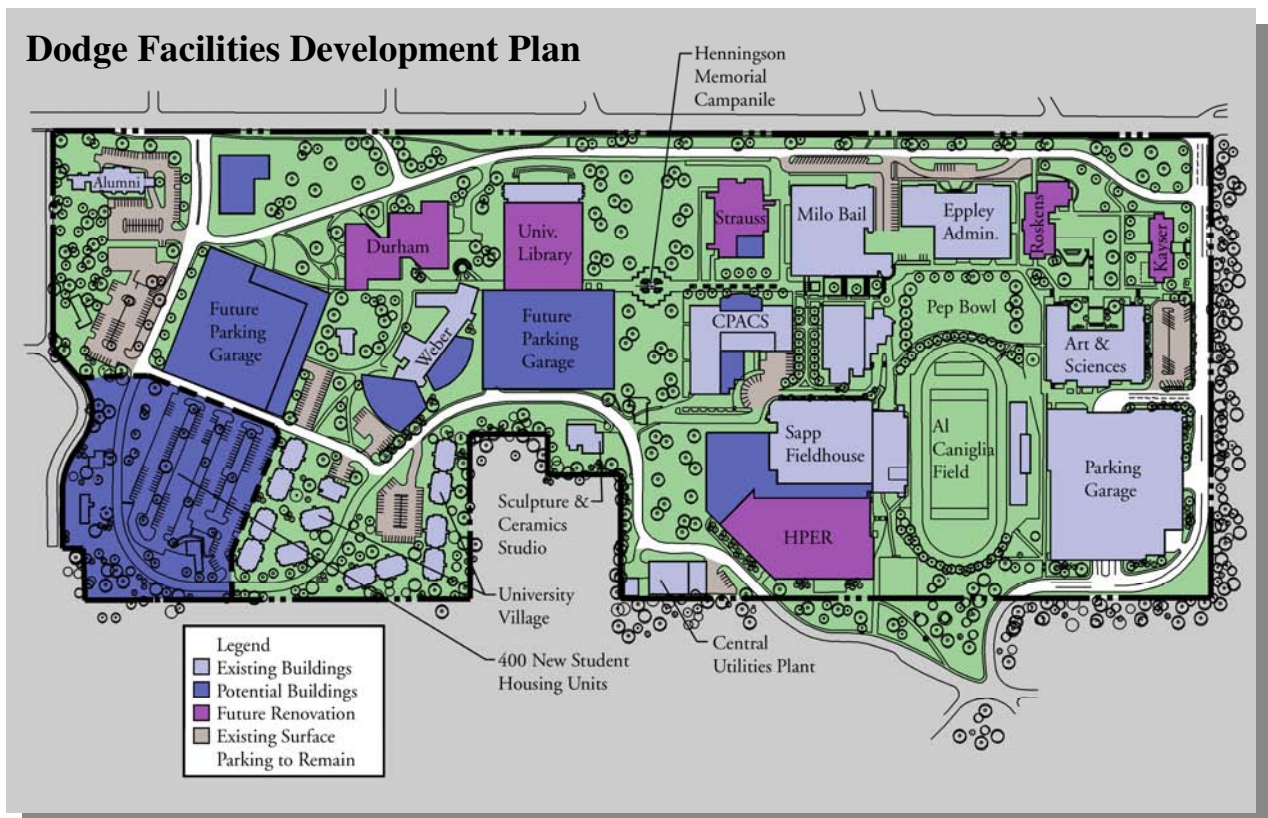 Dodge Facilities Development Plan
Henningson
Memorial
Campanile
Alumni
Durham
Univ.
Library
Strauss
Milo Bail
Eppley
Admin.
Roskens
Kayser
Future
Parking
Garage
Weber
Future
Parking
Garage
CPACS
Pep Bowl
Art &
Sciences
Sapp
Fieldhouse
Al
Caniglia
Field
Parking
Garage
Sculpture &
Ceramics
Studio
HPER
University
Village
400 New Student
Housing Units
Central
Utilities Plant
Legend
Existing Buildings
Potential Buildings
Future Renovation
Existing Surface
Parking to Remain